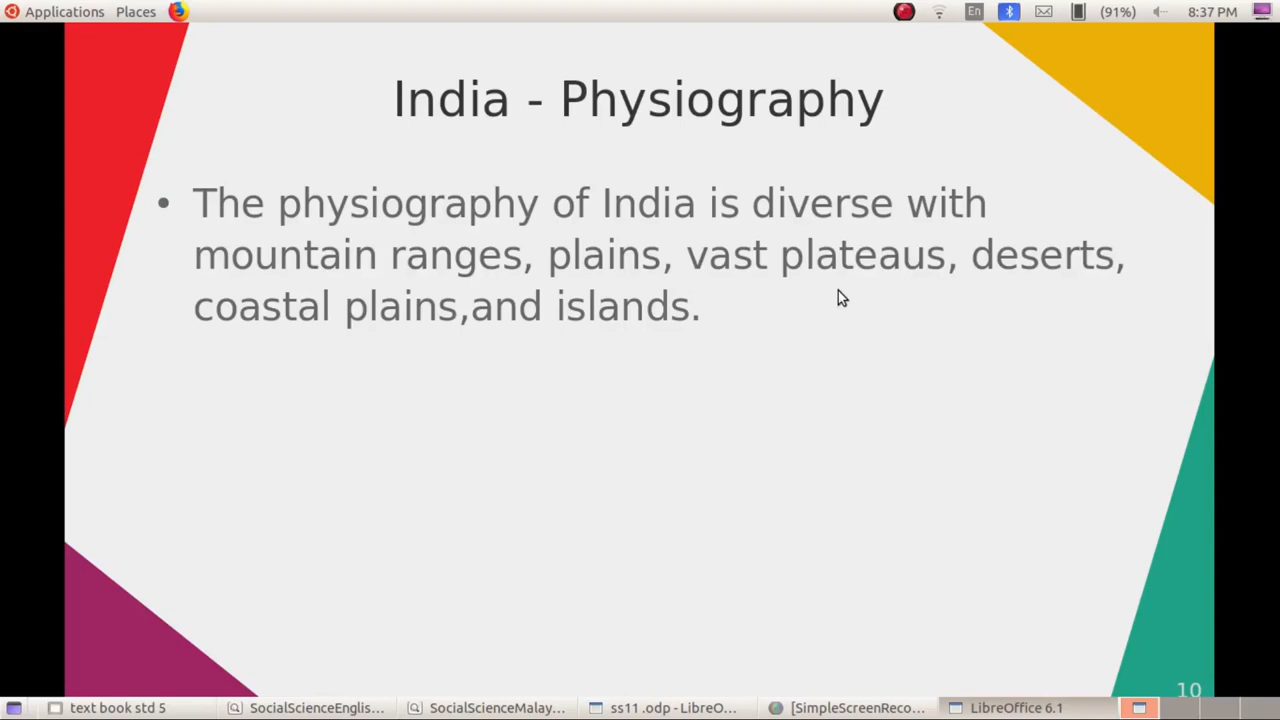 Applications Places En (91%) 8:37 PM
India - Physiography
• The physiography of India is diverse with
mountain ranges, plains, vast plateaus, deserts,
coastal plains,and islands.
10
text book std 5 SocialScienceEnglis... SocialScienceMalay... ss11 .odp - LibreO... [SimpleScreenReco... LibreOffice 6.1